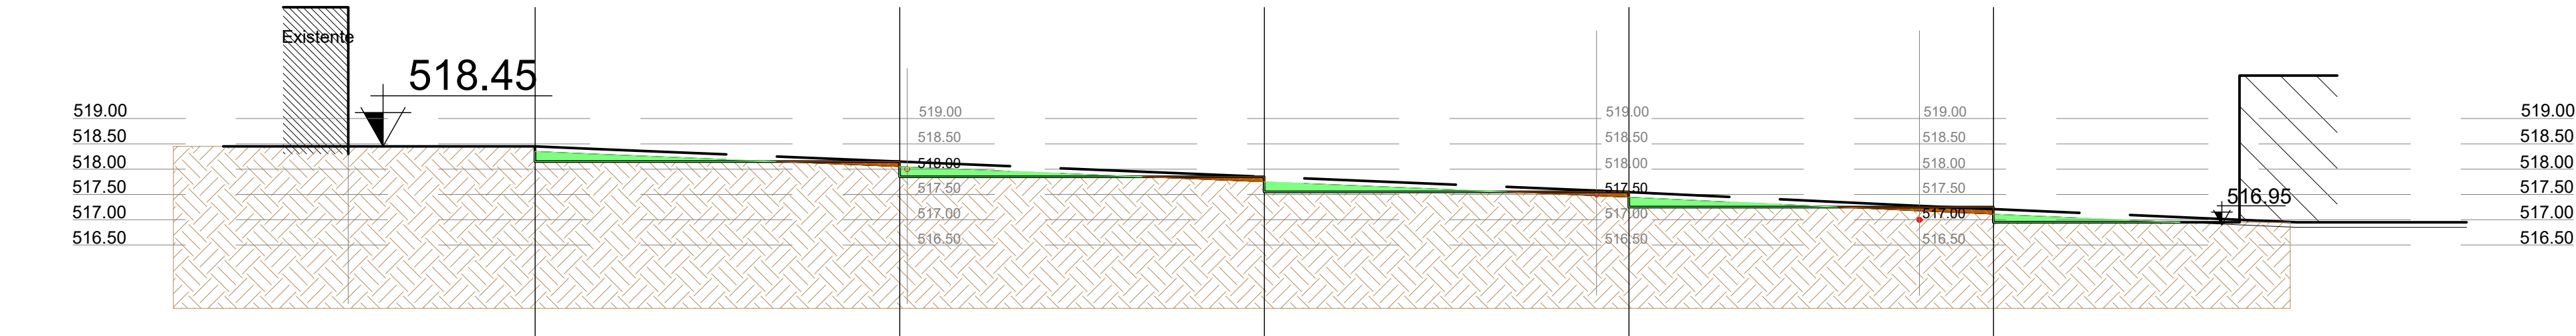 Existente
518.45
519.00 519.00 519.00 519.00 519.00
518.50 518.50 518.50 518.50 518.50
518.00 518.00 518.00 518.00 518.00
517.50 517.50 517.50 517.50 517.50
516.95
517.00 517.00 517.00 517.00 517.00
516.50 516.50 516.50 516.50 516.50